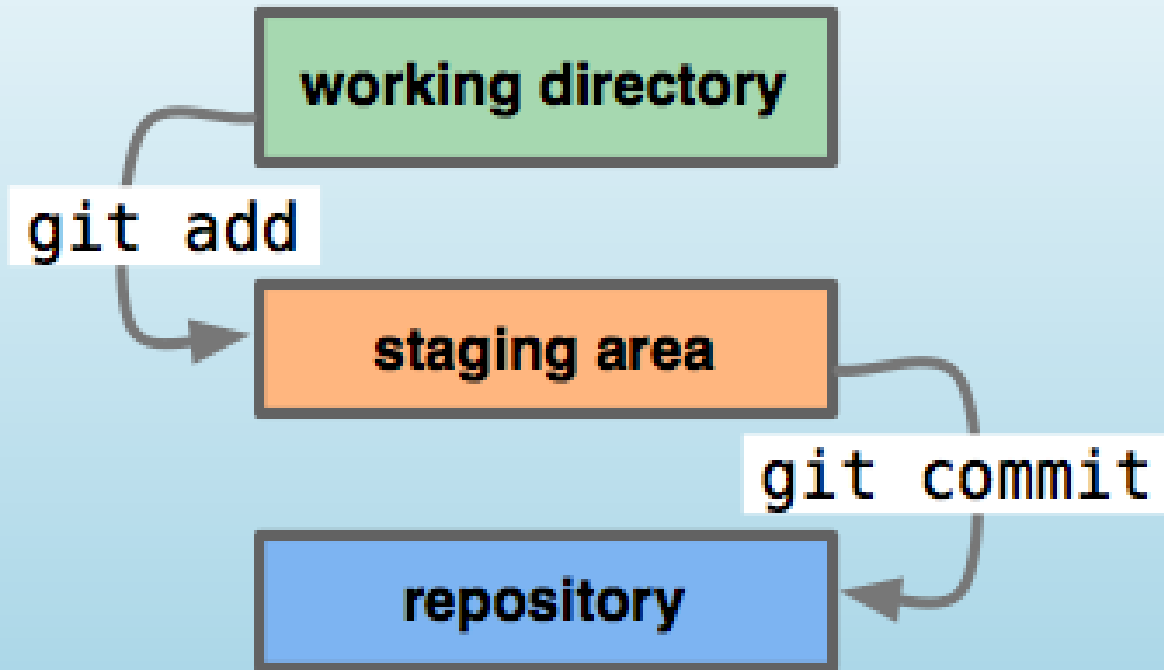 working directory
git add
staging area
git commit
repository